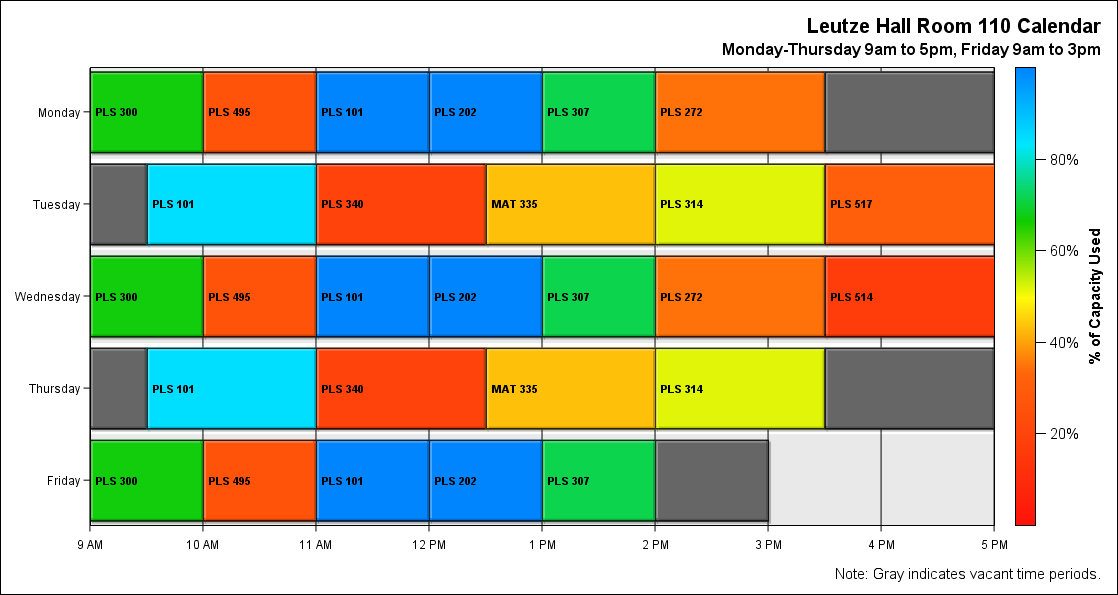 Leutze Hall Room 110 Calendar
Monday-Thursday 9am to 5pm, Friday 9am to 3pm
Monday
PLS 300
PLS 495
PLS 101
PLS 202
PLS 307
PLS 272
Tuesday
PLS 101
PLS 340
MAT 335
PLS 314
PLS 517
Wednesday
PLS 300
PLS 495
PLS 101
PLS 202
PLS 307
PLS 272
PLS 514
Thursday
PLS 101
PLS 340
MAT 335
PLS 314
Friday
PLS 300
PLS 495
PLS 101
PLS 202
PLS 307
9 AM
10 AM
11 AM
12 PM
1 PM
2 PM
3 PM
4 PM
5 PM
80%
60%
40%
20%
% of Capacity Used
Note: Gray indicates vacant time periods.